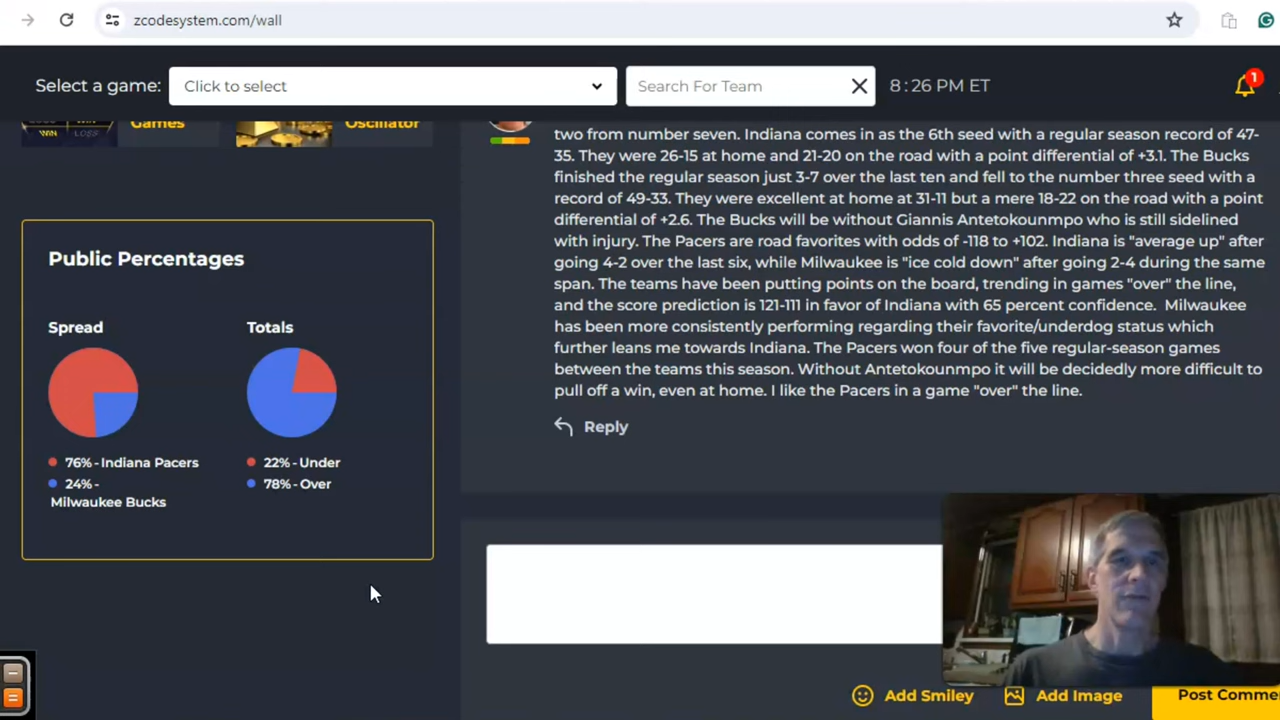 zcodesystem.com/wall
Select a game:
Click to select
Search For Team
8:26 PM ET
1
WIN
LOSS
Games
Oscillator
two from number seven. Indiana comes in as the 6th seed with a regular season record of 47-
35. They were 26-15 at home and 21-20 on the road with a point differential of +3.1. The Bucks
finished the regular season just 3-7 over the last ten and fell to the number three seed with a
record of 49-33. They were excellent at home at 31-11 but a mere 18-22 on the road with a point
differential of +2.6. The Bucks will be without Giannis Antetokounmpo who is still sidelined
with injury. The Pacers are road favorites with odds of -118 to +102. Indiana is "average up" after
going 4-2 over the last six, while Milwaukee is "ice cold down" after going 2-4 during the same
span. The teams have been putting points on the board, trending in games "over" the line,
and the score prediction is 121-111 in favor of Indiana with 65 percent confidence. Milwaukee
has been more consistently performing regarding their favorite/underdog status which
further leans me towards Indiana. The Pacers won four of the five regular-season games
between the teams this season. Without Antetokounmpo it will be decidedly more difficult to
pull off a win, even at home. I like the Pacers in a game "over" the line.
Reply
Public Percentages
Spread
Totals
76% - Indiana Pacers
24% -
Milwaukee Bucks
22% - Under
78% - Over
Add Smiley
Add Image
Post Comme